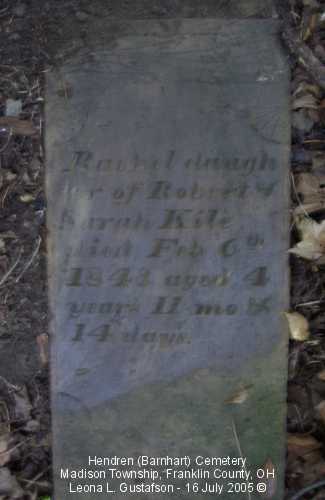 Rachel daugh
ter of Robert &
Sarah Kile
died Feb 6th
1843 aged 4
years 11 mo &
14 days.
Hendren (Barnhart) Cemetery
Madison Township, Franklin County, OH
Leona L. Gustafson - 16 July 2005 ©